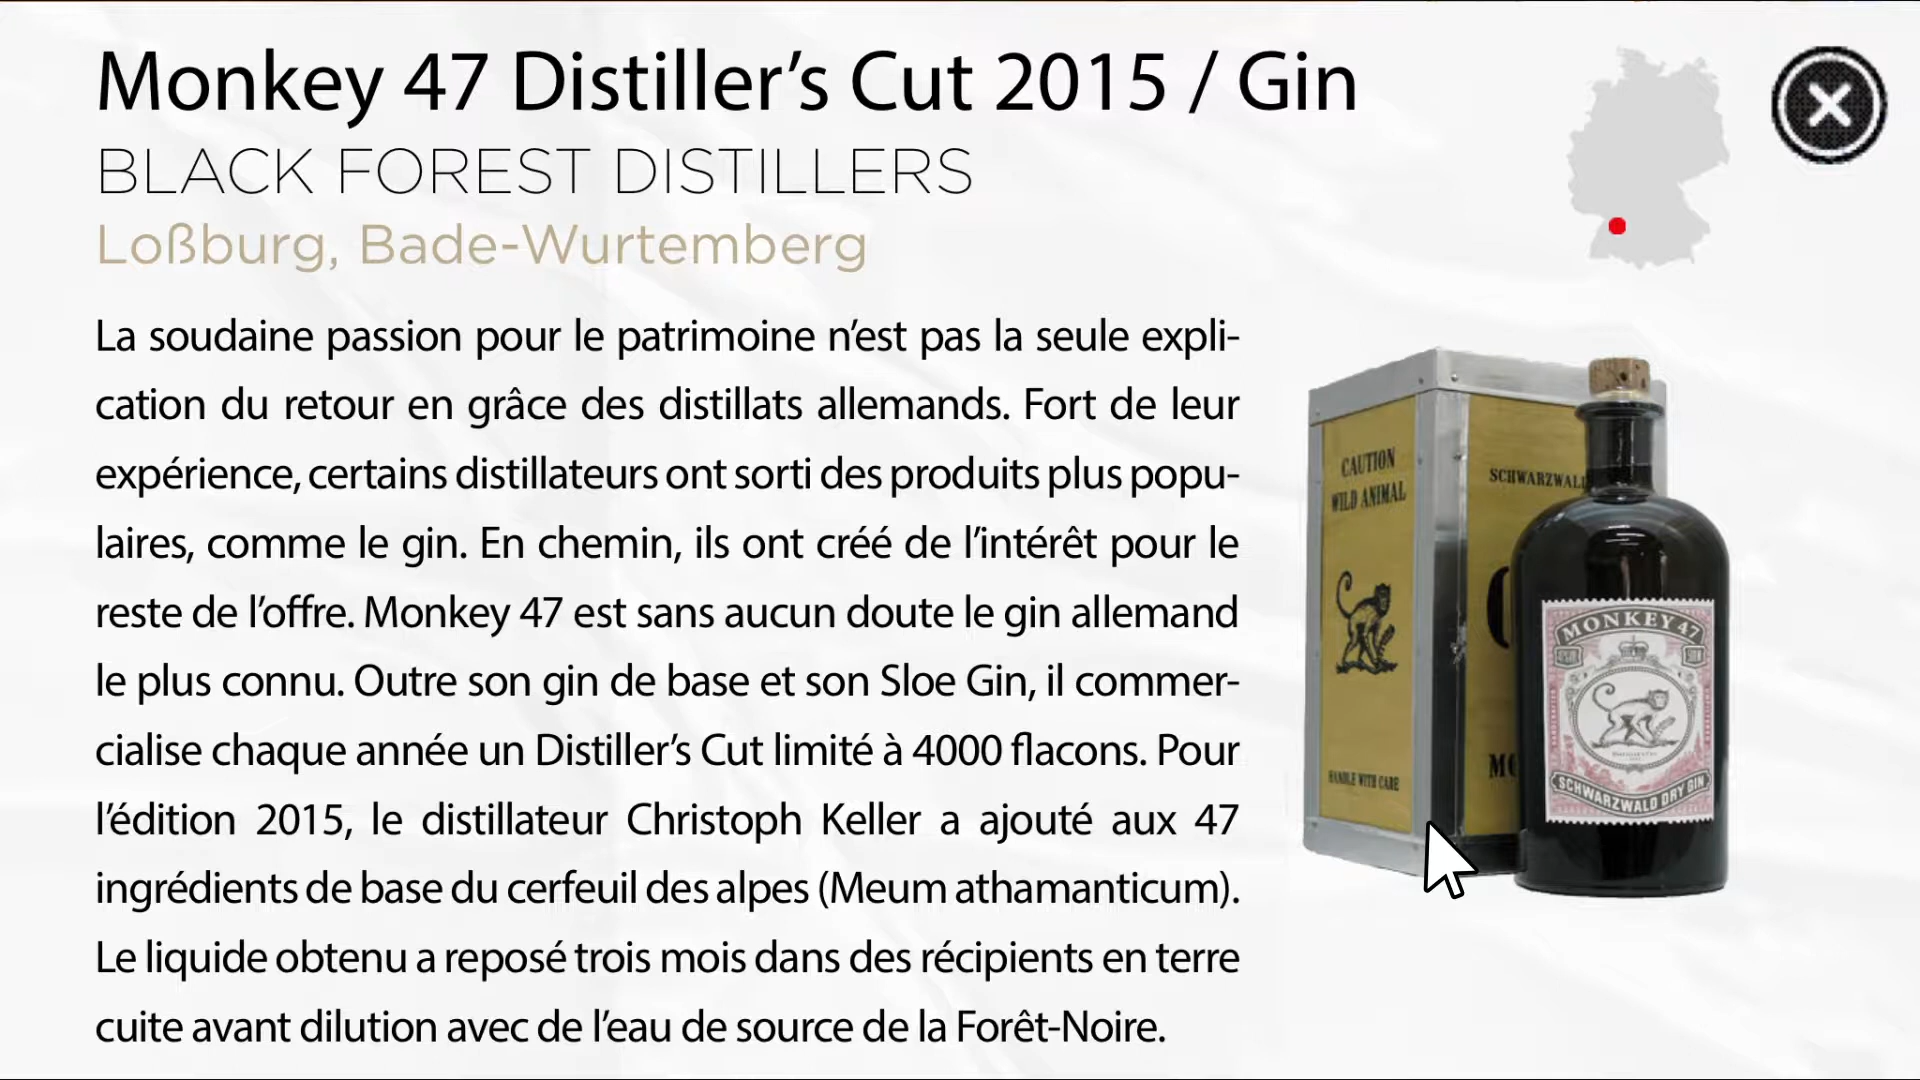 Monkey 47 Distiller’s Cut 2015 / Gin
BLACK FOREST DISTILLERS
Loßburg, Bade-Wurtemberg
La soudaine passion pour le patrimoine n’est pas la seule expli-
cation du retour en grâce des distillats allemands. Fort de leur
expérience, certains distillateurs ont sorti des produits plus popu-
laires, comme le gin. En chemin, ils ont créé de l’intérêt pour le
reste de l’offre. Monkey 47 est sans aucun doute le gin allemand
le plus connu. Outre son gin de base et son Sloe Gin, il commer-
cialise chaque année un Distiller’s Cut limité à 4000 flacons. Pour
l’édition 2015, le distillateur Christoph Keller a ajouté aux 47
ingrédients de base du cerfeuil des alpes (Meum athamanticum).
Le liquide obtenu a reposé trois mois dans des récipients en terre
cuite avant dilution avec de l’eau de source de la Forêt-Noire.
CAUTION
WILD ANIMAL
HANDLE WITH CARE
SCHWARZWAL
MO
MONKEY 47
SCHWARZWALD DRY GIN